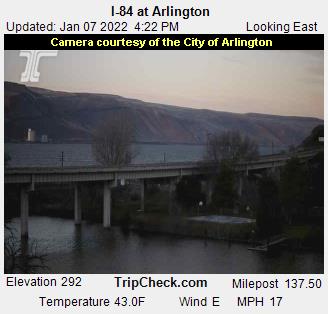 I-84 at Arlington
Updated: Jan 07 2022 4:22 PM Looking East
Camera courtesy of the City of Arlington
Elevation 292 TripCheck.com Milepost 137.50
Temperature 43.0F Wind E MPH 17